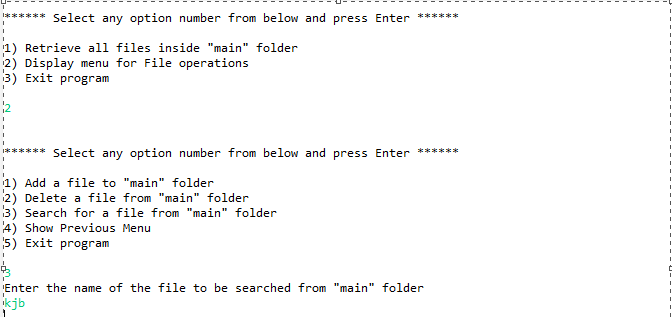 ****** Select any option number from below and press Enter ******
1) Retrieve all files inside "main" folder
2) Display menu for File operations
3) Exit program
2
****** Select any option number from below and press Enter ******
1) Add a file to "main" folder
2) Delete a file from "main" folder
3) Search for a file from "main" folder
4) Show Previous Menu
5) Exit program
3
Enter the name of the file to be searched from "main" folder
kjb